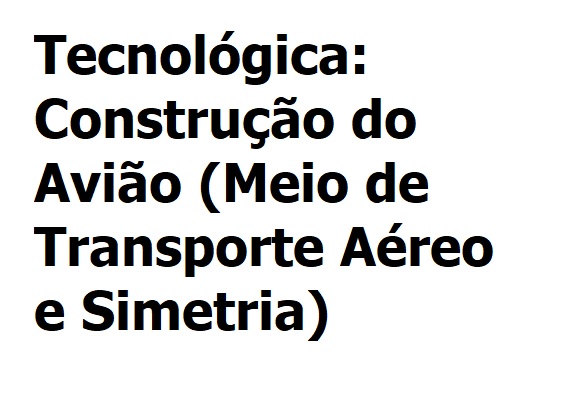 Tecnológica:
Construção do
Avião (Meio de
Transporte Aéreo
e Simetria)